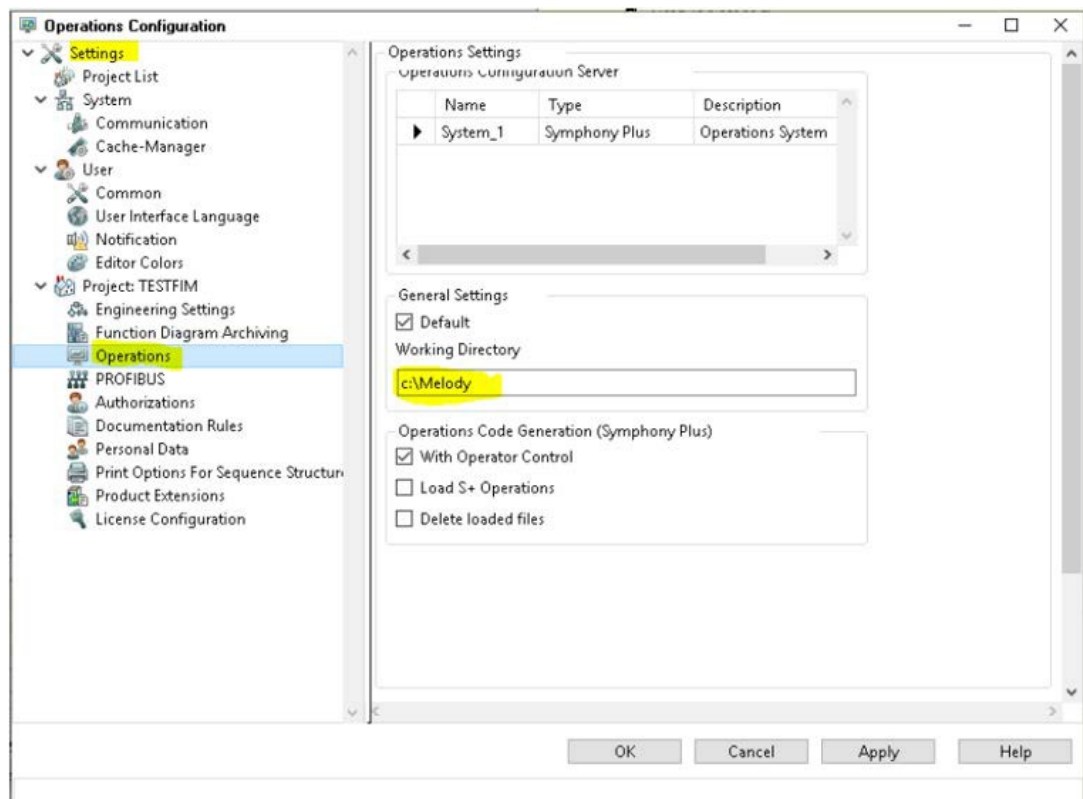 Operations Configuration
Settings
Project List
System
Communication
Cache-Manager
User
Common
User Interface Language
Notification
Editor Colors
Project: TESTFIM
Engineering Settings
Function Diagram Archiving
Operations
PROFIBUS
Authorizations
Documentation Rules
Personal Data
Print Options For Sequence Structure
Product Extensions
License Configuration
Operations Settings
Operations Configuration Server
Name Type Description
System_1 Symphony Plus Operations System
General Settings
Default
Working Directory
c:\Melody
Operations Code Generation (Symphony Plus)
With Operator Control
Load S+ Operations
Delete loaded files
OK Cancel Apply Help